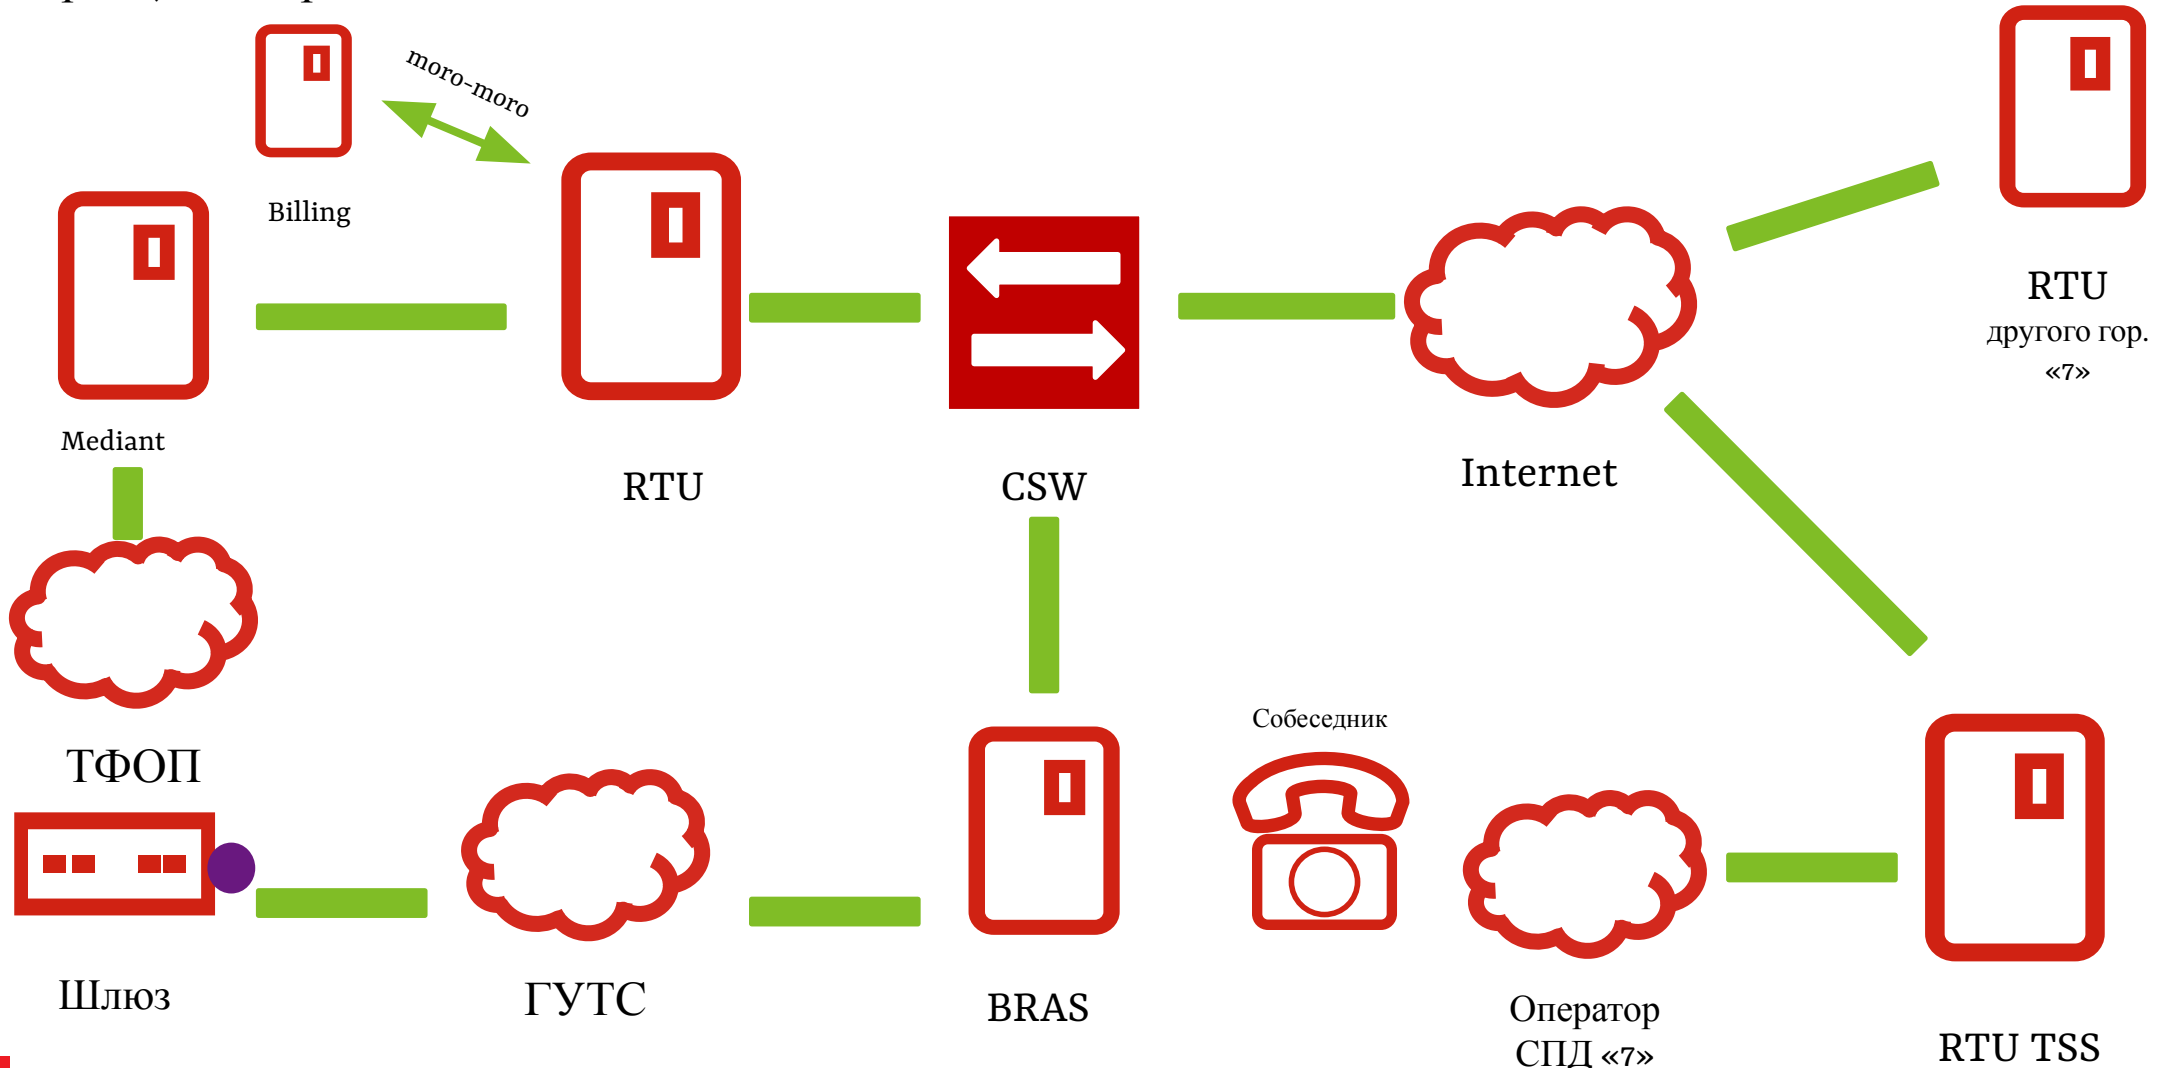 moro-moro
Billing
Mediant
RTU
CSW
Internet
RTU
другого гор.
«7»
ТФОП
Собеседник
Шлюз
ГУТС
BRAS
Оператор
СПД «7»
RTU TSS